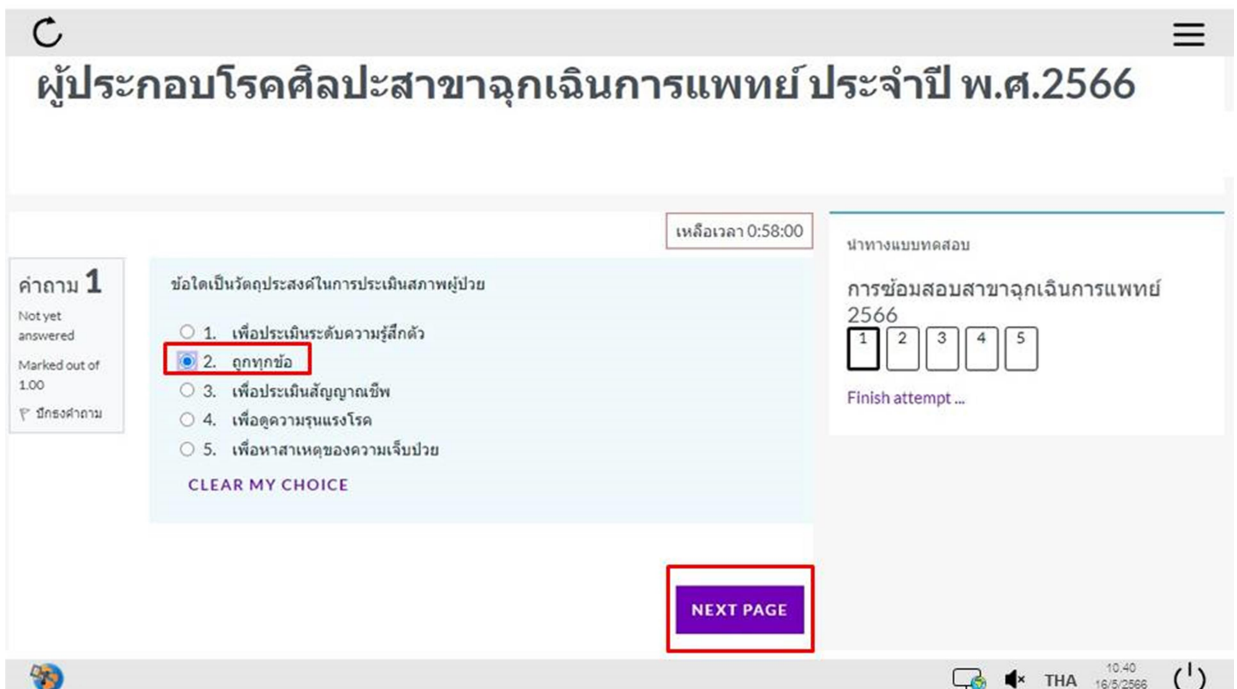 ผู้ประกอบโรคศิลปะสาขาฉุกเฉินการแพทย์ ประจำปี พ.ศ.2566
เหลือเวลา 0:58:00
คำถาม 1
Not yet
answered
Marked out of
1.00
ปักธงคำถาม
ข้อใดเป็นวัตถุประสงค์ในการประเมินสภาพผู้ป่วย
1. เพื่อประเมินระดับความรู้สึกตัว
2. ถูกทุกข้อ
3. เพื่อประเมินสัญญาณชีพ
4. เพื่อดูความรุนแรงโรค
5. เพื่อหาสาเหตุของความเจ็บป่วย
CLEAR MY CHOICE
NEXT PAGE
นำทางแบบทดสอบ
การซ้อมสอบสาขาฉุกเฉินการแพทย์
2566
1 2 3 4 5
Finish attempt ...
THA
10.40
16/5/2566